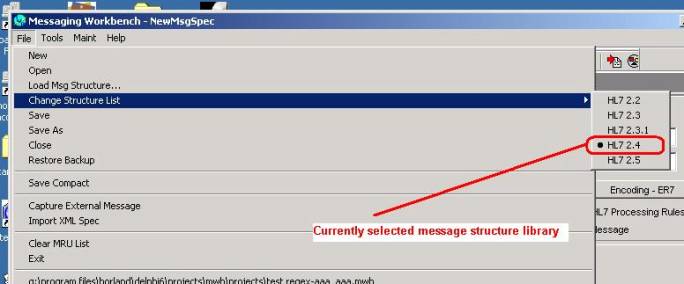 Messaging Workbench - NewMsgSpec
File Tools Maint Help
New
Open
Load Msg Structure...
Change Structure List
HL7 2.2
HL7 2.3
HL7 2.3.1
HL7 2.4
HL7 2.5
Save
Save As
Close
Restore Backup
Save Compact
Encoding - ER7
Capture External Message
Import XML Spec
HL7 Processing Rules
Currently selected message structure library
Clear MRU List
Exit
g:\program files\borland\delphi6\projects\mwb\projects\test regex-aaa_aaa.mwb